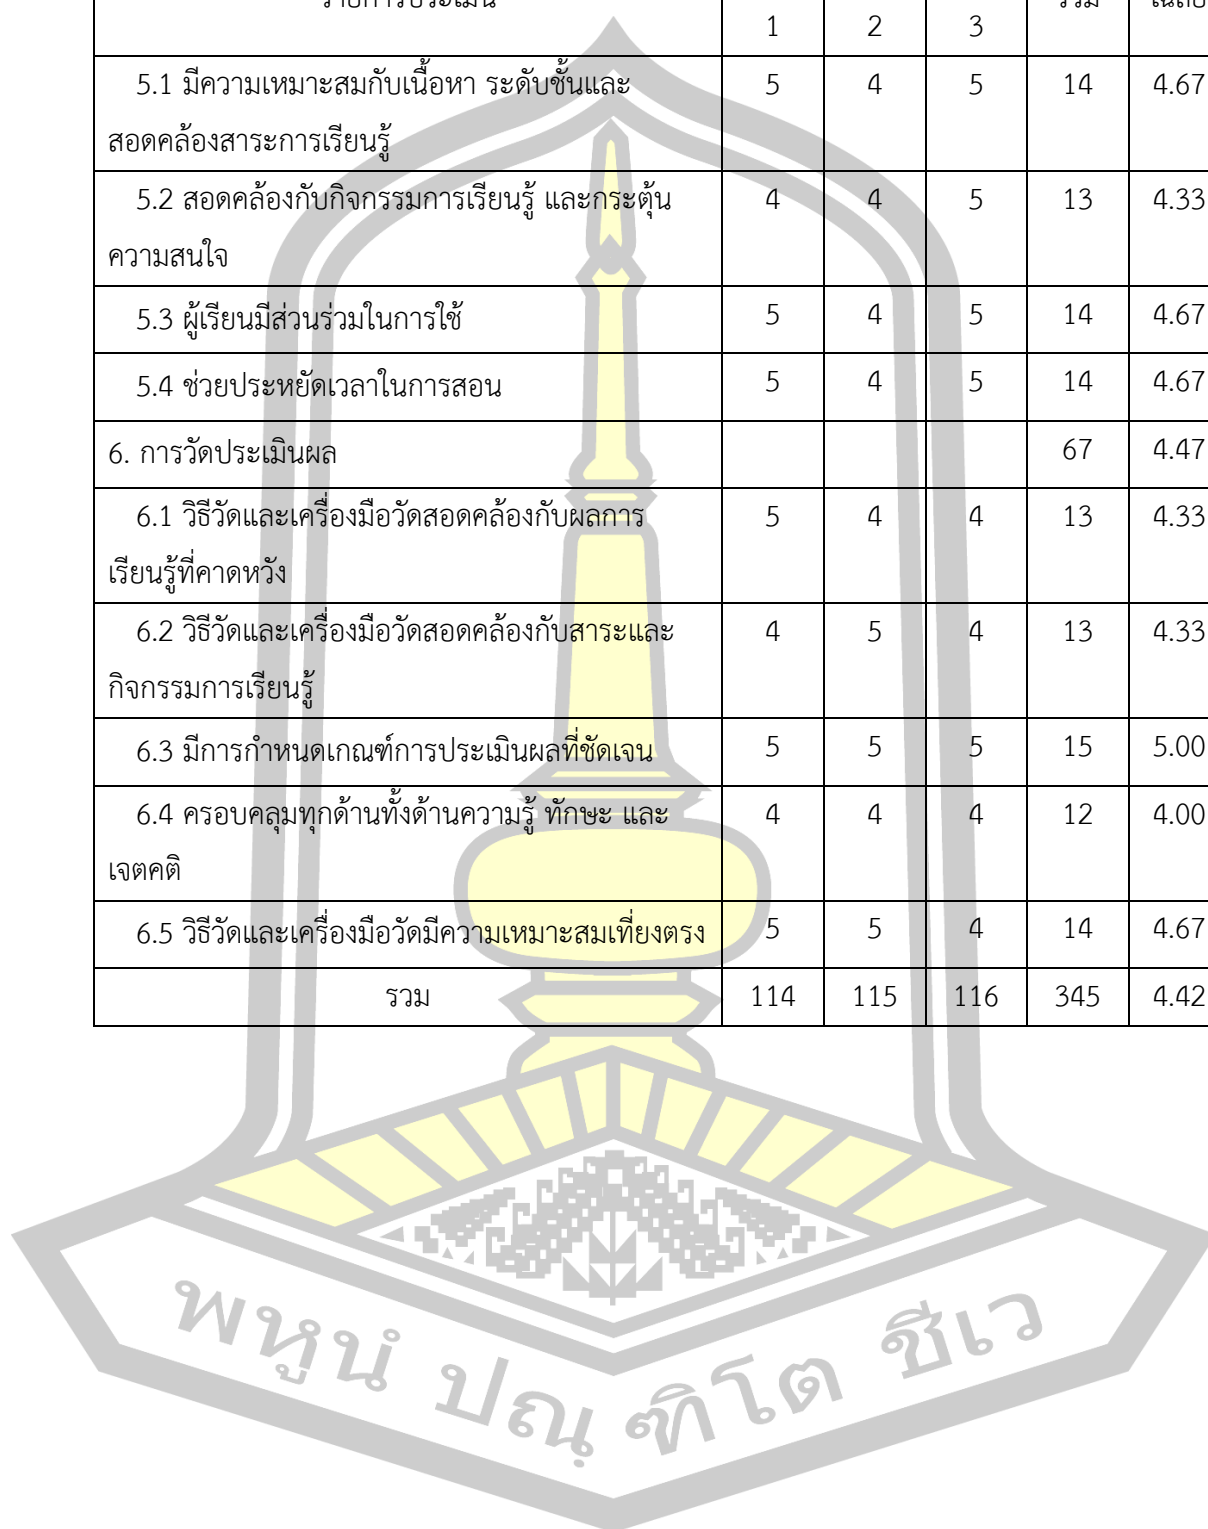 รายการประเมิน รวม เฉลี่ย
1 2 3
5.1 มีความเหมาะสมกับเนื้อหา ระดับชั้นและ 5 4 5 14 4.67
สอดคล้องสาระการเรียนรู้
5.2 สอดคล้องกับกิจกรรมการเรียนรู้ และกระตุ้น 4 4 5 13 4.33
ความสนใจ
5.3 ผู้เรียนมีส่วนร่วมในการใช้ 5 4 5 14 4.67
5.4 ช่วยประหยัดเวลาในการสอน 5 4 5 14 4.67
6. การวัดประเมินผล 67 4.47
6.1 วิธีวัดและเครื่องมือวัดสอดคล้องกับผลการ 5 4 4 13 4.33
เรียนรู้ที่คาดหวัง
6.2 วิธีวัดและเครื่องมือวัดสอดคล้องกับสาระและ 4 5 4 13 4.33
กิจกรรมการเรียนรู้
6.3 มีการกำหนดเกณฑ์การประเมินผลที่ชัดเจน 5 5 5 15 5.00
6.4 ครอบคลุมทุกด้านทั้งด้านความรู้ ทักษะ และ 4 4 4 12 4.00
เจตคติ
6.5 วิธีวัดและเครื่องมือวัดมีความเหมาะสมเที่ยงตรง 5 5 4 14 4.67
รวม 114 115 116 345 4.42
พหูนํ ปณฺฑิโต ชีเว